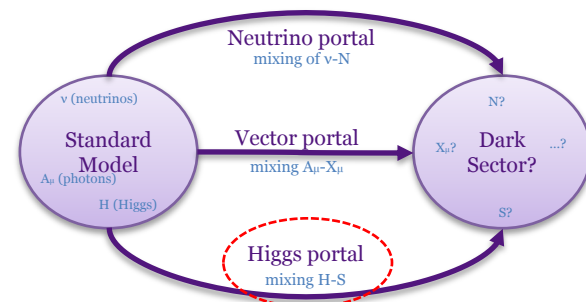 Neutrino portal
mixing of ν-N
ν (neutrinos)
Standard
Model
Aμ (photons)
H (Higgs)
Vector portal
mixing Aμ-Xμ
N?
Xμ?
Dark
Sector?
...?
S?
Higgs portal
mixing H-S